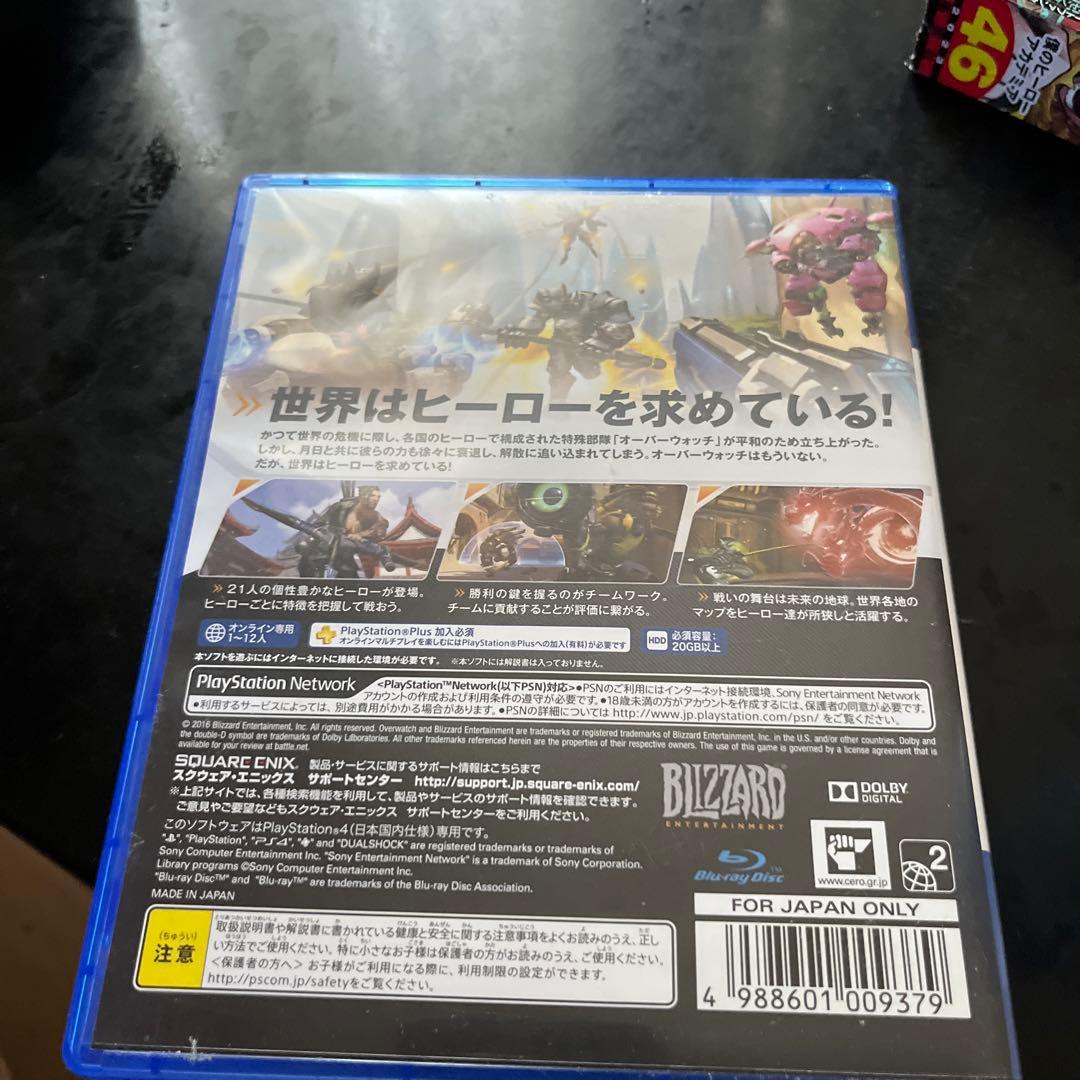 46
2023
僕のヒーロー
アカデミア
世界はヒーローを求めている!
かつて世界の危機に際し、各国のヒーローで構成された特殊部隊「オーバーウォッチ」が平和のため立ち上がった。
しかし、月日と共に彼らの力も徐々に衰退し、解散に追い込まれてしまう。オーバーウォッチはもういない。
だが、世界はヒーローを求めている!
21人の個性豊かなヒーローが登場。
ヒーローごとに特徴を把握して戦おう。
勝利の鍵を握るのがチームワーク。
チームに貢献することが評価に繋がる。
戦いの舞台は未来の地球。世界各地の
マップをヒーロー達が所狭しと活躍する。
オンライン専用
1~12人
PlayStation®Plus 加入必須
オンラインマルチプレイを楽しむにはPlayStation®Plusへの加入(有料)が必要です
HDD
必須容量:
20GB以上
本ソフトを遊ぶにはインターネットに接続した環境が必要です。 ※本ソフトには解説書は入っておりません。
PlayStation Network
<PlayStation™Network(以下PSN)対応>●PSNのご利用にはインターネット接続環境、Sony Entertainment Network
アカウントの作成および利用条件の遵守が必要です。●18歳未満の方がアカウントを作成するには、保護者の同意が必要です。
●利用するサービスによっては、別途費用がかかる場合があります。●PSNの詳細については http://www.jp.playstation.com/psn/ をご覧ください。
© 2016 Blizzard Entertainment, Inc. All rights reserved. Overwatch and Blizzard Entertainment are trademarks or registered trademarks of Blizzard Entertainment, Inc. in the U.S. and/or other countries. Dolby and
the double-D symbol are trademarks of Dolby Laboratories. All other trademarks referenced herein are the properties of their respective owners. The use of this game is governed by a license agreement that is
available for your review at battle.net.
SQUARE ENIX. 製品・サービスに関するサポート情報はこちらまで
スクウェア・エニックス サポートセンター http://support.jp.square-enix.com/
※上記サイトでは、各種検索機能を利用して、製品やサービスのサポート情報を確認できます。
ご意見やご要望などもスクウェア・エニックス サポートセンターをご利用ください。
このソフトウェアはPlayStation®4(日本国内仕様)専用です。
"PlayStation", "PS4", and "DUALSHOCK" are registered trademarks or trademarks of
Sony Computer Entertainment Inc. "Sony Entertainment Network" is a trademark of Sony Corporation.
Library programs ©Sony Computer Entertainment Inc.
"Blu-ray Disc™" and "Blu-ray™" are trademarks of the Blu-ray Disc Association.
MADE IN JAPAN
BLIZZARD
ENTERTAINMENT
DOLBY
DIGITAL
Blu-ray Disc™
www.cero.gr.jp
2
FOR JAPAN ONLY
(ちゅうい)
注意
取扱説明書や解説書に書かれている健康と安全に関する注意事項をよくお読みのうえ、正し
い方法でご使用ください。特に小さなお子様は保護者の方がお読みのうえ、ご使用ください。
<保護者の方へ> お子様がご利用になる際に、利用制限の設定ができます。
http://pscom.jp/safetyをご覧ください。
4 988601 009379